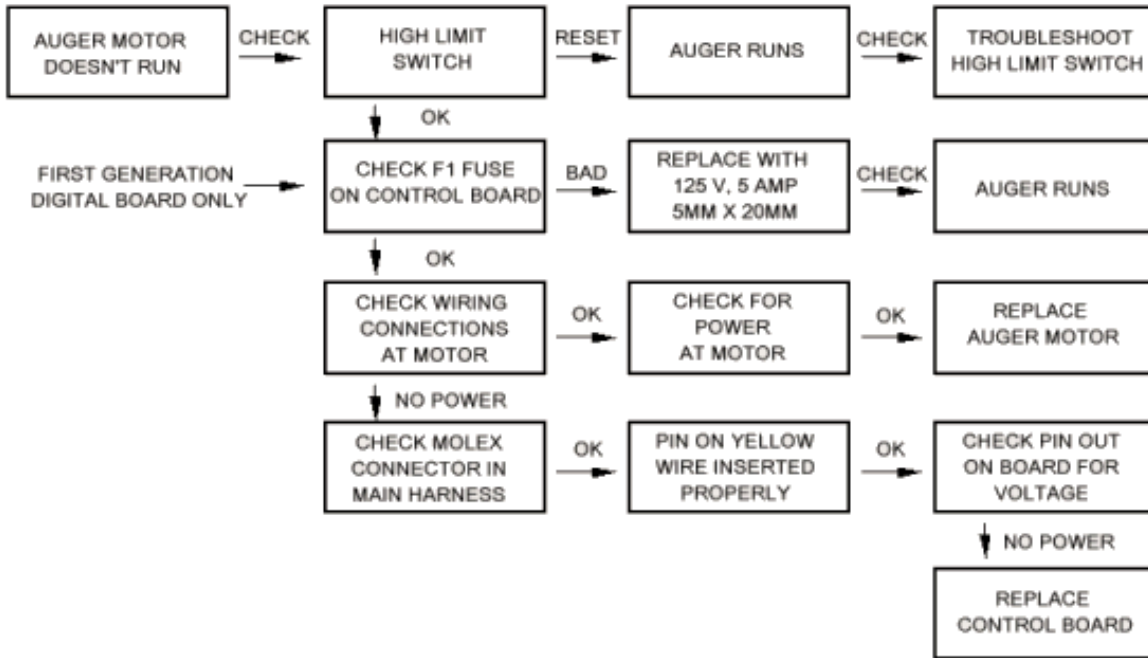 AUGER MOTOR
DOESN'T RUN
CHECK
HIGH LIMIT
SWITCH
RESET
AUGER RUNS
CHECK
TROUBLESHOOT
HIGH LIMIT SWITCH
OK
FIRST GENERATION
DIGITAL BOARD ONLY
CHECK F1 FUSE
ON CONTROL BOARD
BAD
REPLACE WITH
125 V, 5 AMP
5MM X 20MM
CHECK
AUGER RUNS
OK
CHECK WIRING
CONNECTIONS
AT MOTOR
OK
CHECK FOR
POWER
AT MOTOR
OK
REPLACE
AUGER MOTOR
NO POWER
CHECK MOLEX
CONNECTOR IN
MAIN HARNESS
OK
PIN ON YELLOW
WIRE INSERTED
PROPERLY
OK
CHECK PIN OUT
ON BOARD FOR
VOLTAGE
NO POWER
REPLACE
CONTROL BOARD